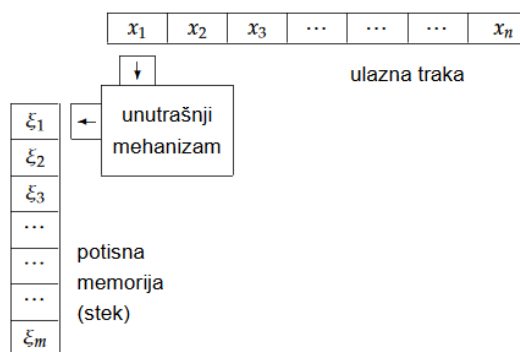 x₁ x₂ x₃ ... ... ... xₙ
ulazna traka
unutrašnji
mehanizam
ξ₁
ξ₂
ξ₃
...
...
...
ξₘ
potisna
memorija
(stek)